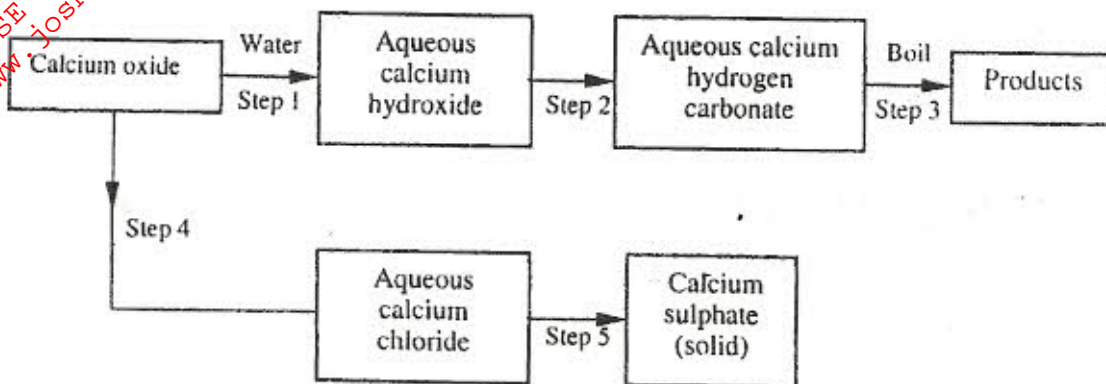 Calcium oxide
Water
Step 1
Aqueous
calcium
hydroxide
Step 2
Aqueous calcium
hydrogen
carbonate
Boil
Step 3
Products
Step 4
Aqueous
calcium
chloride
Step 5
Calcium
sulphate
(solid)